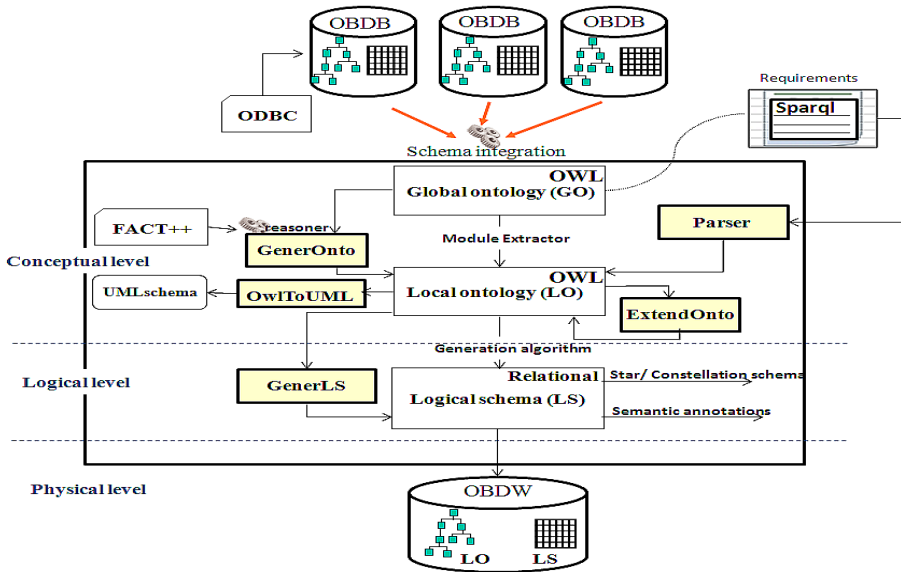 OBDB
OBDB
OBDB
Requirements
Sparql
ODBC
Schema integration
OWL
Global ontology (GO)
FACT++
reasoner
Parser
GenerOnto
Module Extractor
Conceptual level
OWL
Local ontology (LO)
UMLschema
OwlToUML
ExtendOnto
Generation algorithm
Logical level
GenerLS
Relational
Logical schema (LS)
Star/ Constellation schema
Semantic annotations
Physical level
OBDW
LO
LS